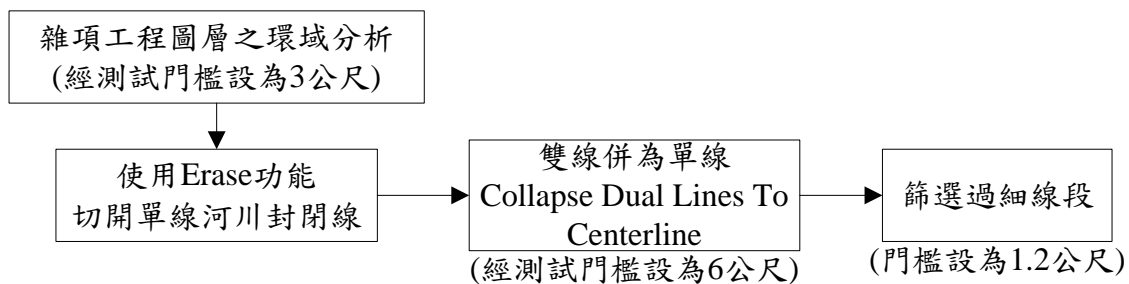 雜項工程圖層之環域分析
(經測試門檻設為3公尺)
使用Erase功能
切開單線河川封閉線
雙線併為單線
Collapse Dual Lines To
Centerline
(經測試門檻設為6公尺)
篩選過細線段
(門檻設為1.2公尺)